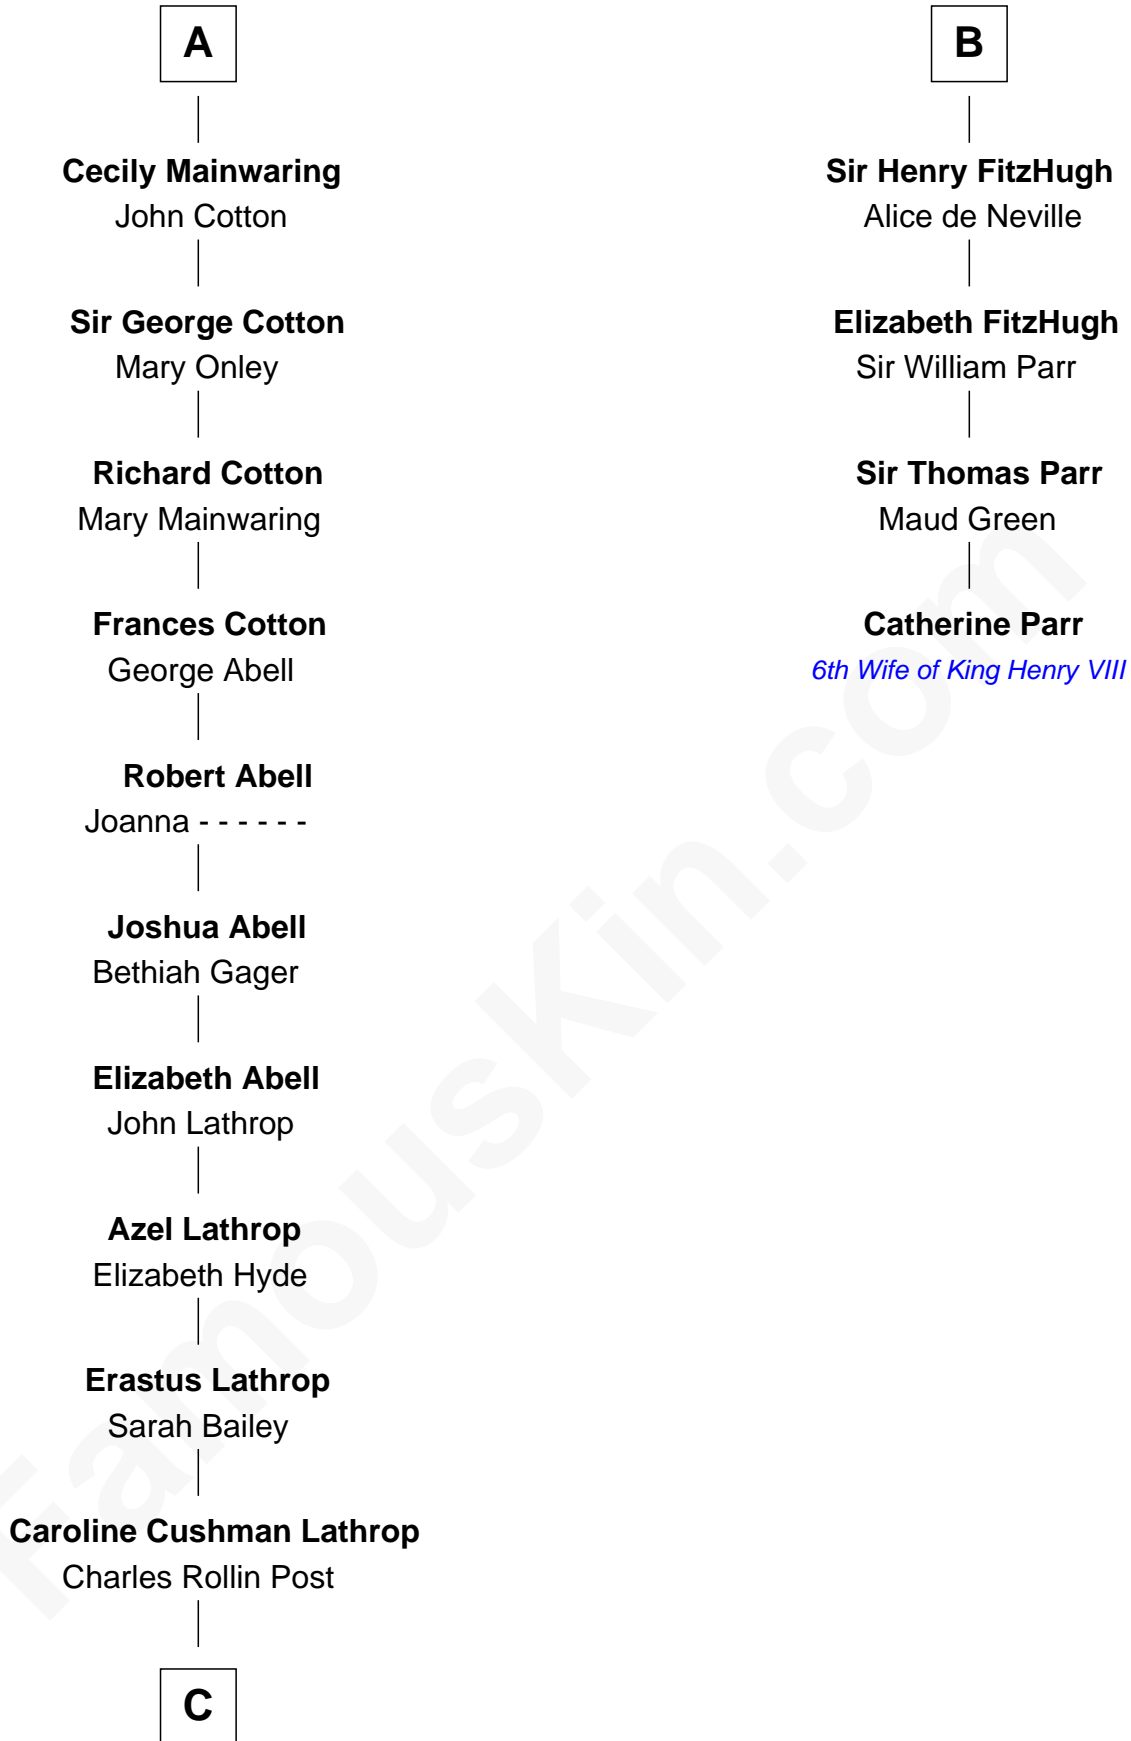 A
Cecily Mainwaring
John Cotton
Sir George Cotton
Mary Onley
Richard Cotton
Mary Mainwaring
Frances Cotton
George Abell
Robert Abell
Joanna - - - - - -
Joshua Abell
Bethiah Gager
Elizabeth Abell
John Lathrop
Azel Lathrop
Elizabeth Hyde
Erastus Lathrop
Sarah Bailey
Caroline Cushman Lathrop
Charles Rollin Post
C
B
Sir Henry FitzHugh
Alice de Neville
Elizabeth FitzHugh
Sir William Parr
Sir Thomas Parr
Maud Green
Catherine Parr
6th Wife of King Henry VIII
FamousKin.com